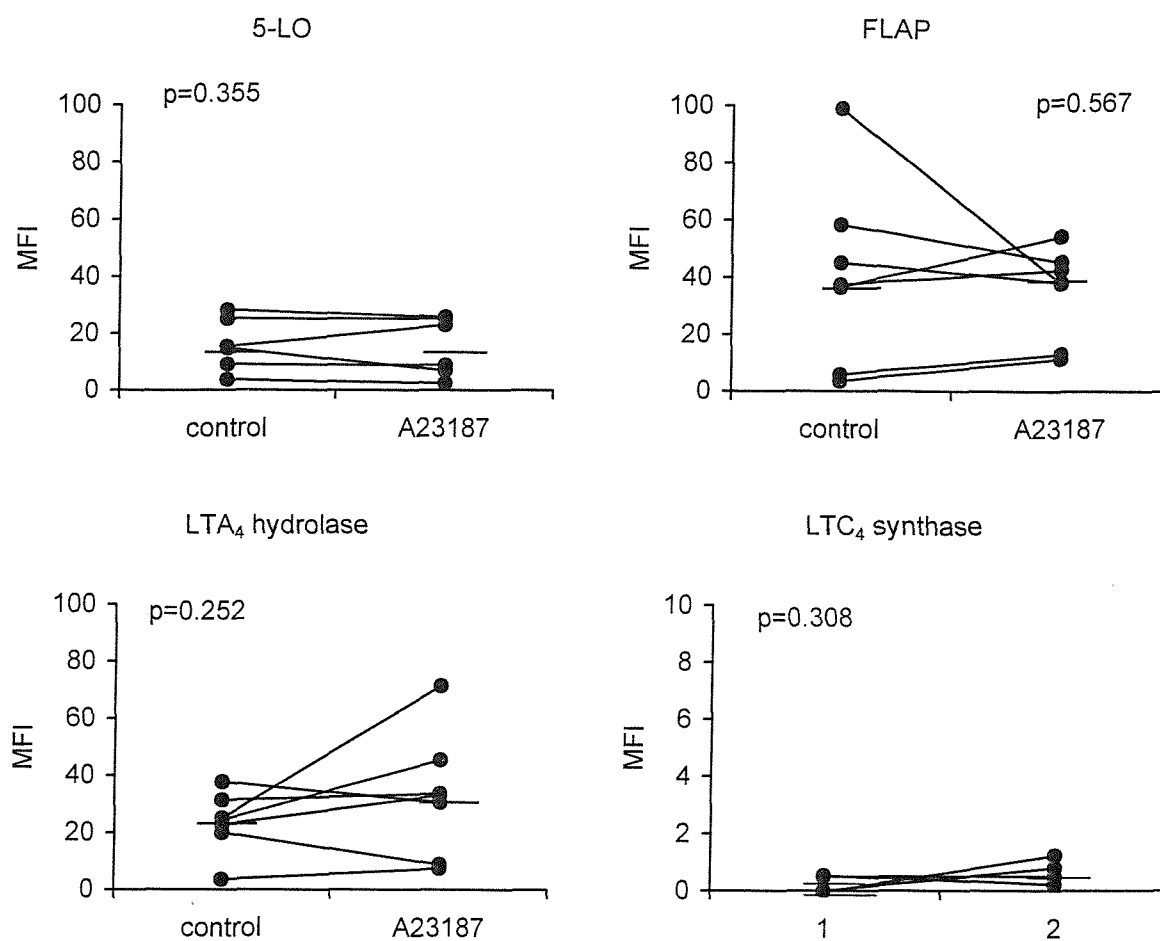 5-LO
p=0.355
100
80
60
40
20
0
MFI
control A23187
FLAP
p=0.567
100
80
60
40
20
0
MFI
control A23187
LTA₄ hydrolase
p=0.252
100
80
60
40
20
0
MFI
control A23187
LTC₄ synthase
p=0.308
10
8
6
4
2
0
MFI
1 2